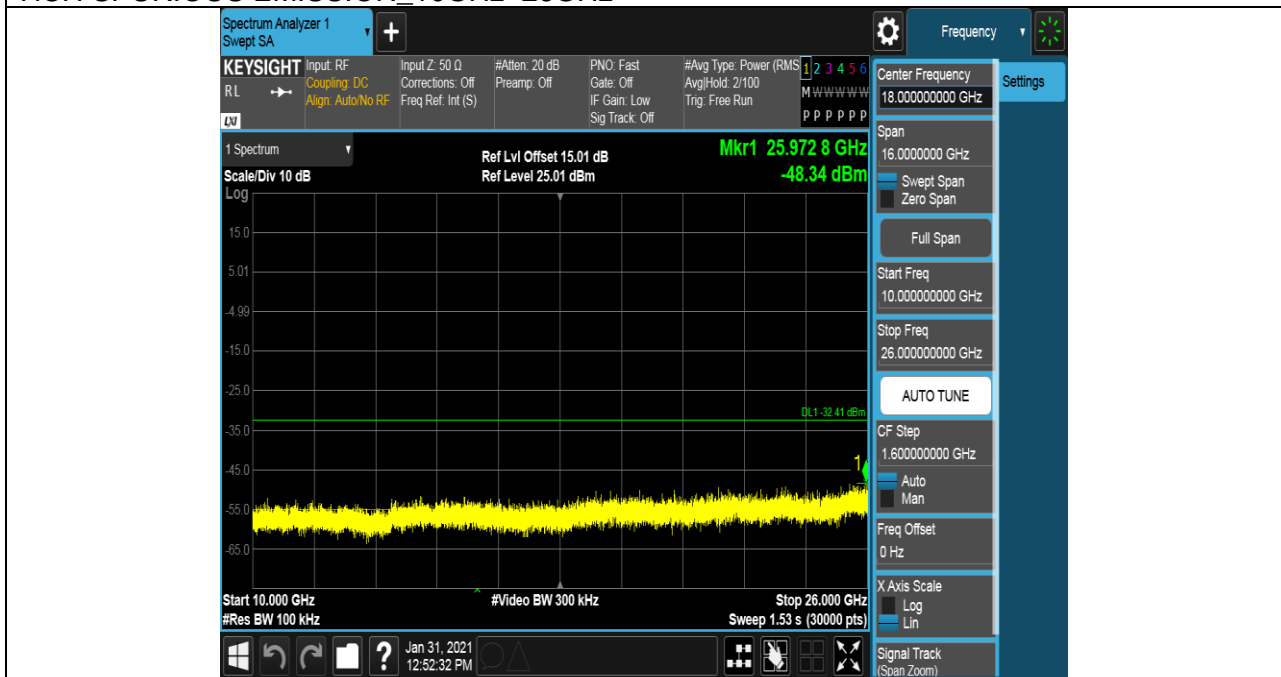 Spectrum Analyzer 1
Swept SA
+
Frequency
KEYSIGHT
RL
LXI
Input: RF
Coupling: DC
Align: Auto/No RF
Input Z: 50 Ω
Corrections: Off
Freq Ref: Int (S)
#Atten: 20 dB
Preamp: Off
PNO: Fast
Gate: Off
IF Gain: Low
Sig Track: Off
#Avg Type: Power (RMS
Avg|Hold: 2/100
Trig: Free Run
1 2 3 4 5 6
M W W W W W
P P P P P P
1 Spectrum
Scale/Div 10 dB
Log
Ref Lvl Offset 15.01 dB
Ref Level 25.01 dBm
Mkr1 25.972 8 GHz
-48.34 dBm
15.0
5.01
-4.99
-15.0
-25.0
-35.0
-45.0
-55.0
-65.0
DL1 -32.41 dBm
1
Start 10.000 GHz
#Res BW 100 kHz
#Video BW 300 kHz
Stop 26.000 GHz
Sweep 1.53 s (30000 pts)
?
Jan 31, 2021
12:52:32 PM
Center Frequency
18.000000000 GHz
Settings
Span
16.0000000 GHz
Swept Span
Zero Span
Full Span
Start Freq
10.000000000 GHz
Stop Freq
26.000000000 GHz
AUTO TUNE
CF Step
1.600000000 GHz
Auto
Man
Freq Offset
0 Hz
X Axis Scale
Log
Lin
Signal Track
(Span Zoom)